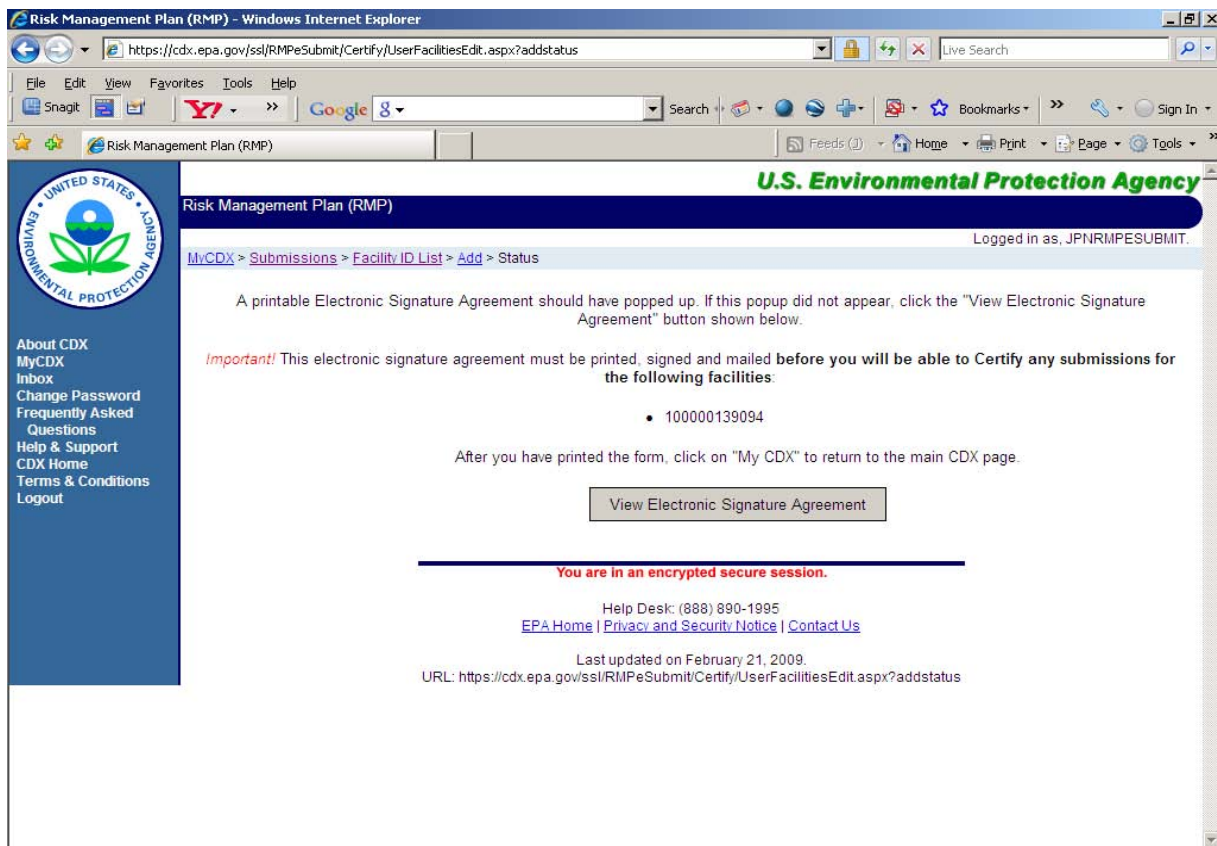 Risk Management Plan (RMP) - Windows Internet Explorer
https://cdx.epa.gov/ssl/RMPeSubmit/Certify/UserFacilitiesEdit.aspx?addstatus
Live Search
File Edit View Favorites Tools Help
Snagit
Y!
Google
Search
Bookmarks
Sign In
Risk Management Plan (RMP)
Feeds (J)
Home
Print
Page
Tools
UNITED STATES
ENVIRONMENTAL PROTECTION AGENCY
U.S. Environmental Protection Agency
Risk Management Plan (RMP)
Logged in as, JPNRMPESUBMIT.
MyCDX > Submissions > Facility ID List > Add > Status
About CDX
MyCDX
Inbox
Change Password
Frequently Asked
Questions
Help & Support
CDX Home
Terms & Conditions
Logout
A printable Electronic Signature Agreement should have popped up. If this popup did not appear, click the "View Electronic Signature
Agreement" button shown below.
Important! This electronic signature agreement must be printed, signed and mailed before you will be able to Certify any submissions for
the following facilities:
• 100000139094
After you have printed the form, click on "My CDX" to return to the main CDX page.
View Electronic Signature Agreement
You are in an encrypted secure session.
Help Desk: (888) 890-1995
EPA Home | Privacy and Security Notice | Contact Us
Last updated on February 21, 2009.
URL: https://cdx.epa.gov/ssl/RMPeSubmit/Certify/UserFacilitiesEdit.aspx?addstatus